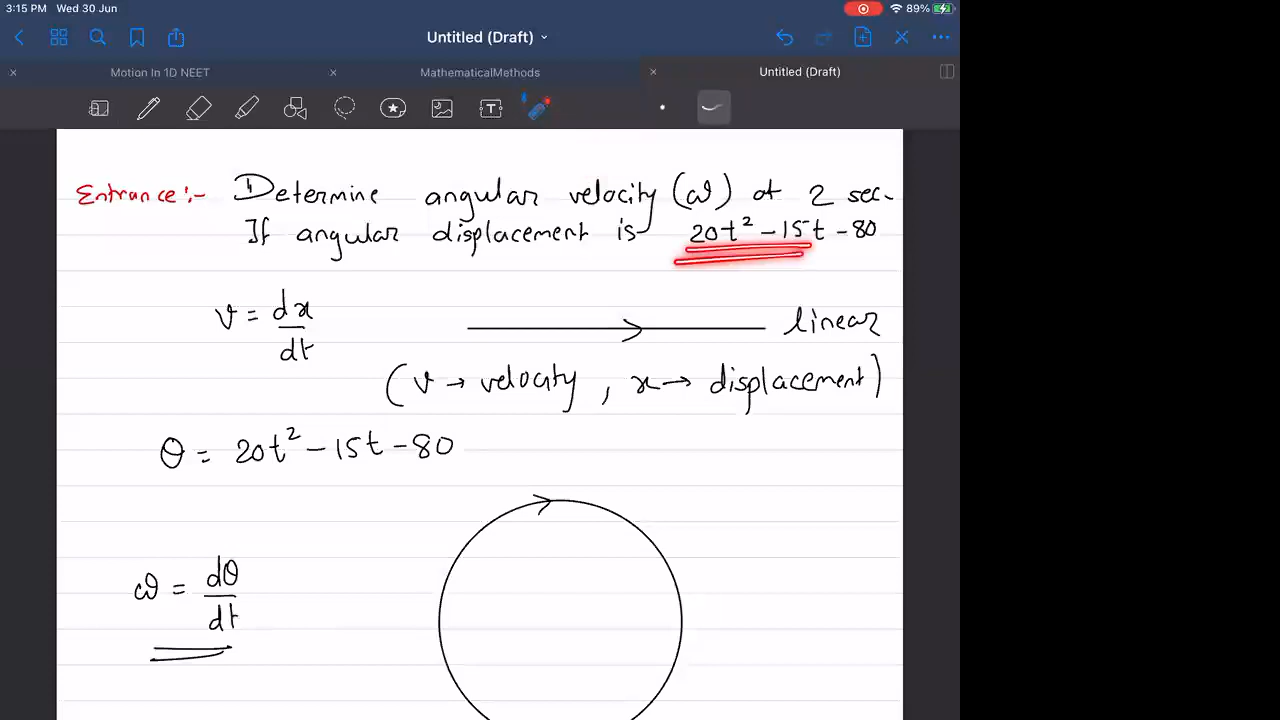 3:15 PM Wed 30 Jun 89%
Untitled (Draft)
Motion In 1D NEET MathematicalMethods Untitled (Draft)
Entrance:- Determine angular velocity (ω) at 2 sec.
If angular displacement is 20t² - 15t - 80
v = dx/dt
linear
(v → velocity, x → displacement)
θ = 20t² - 15t - 80
ω = dθ/dt